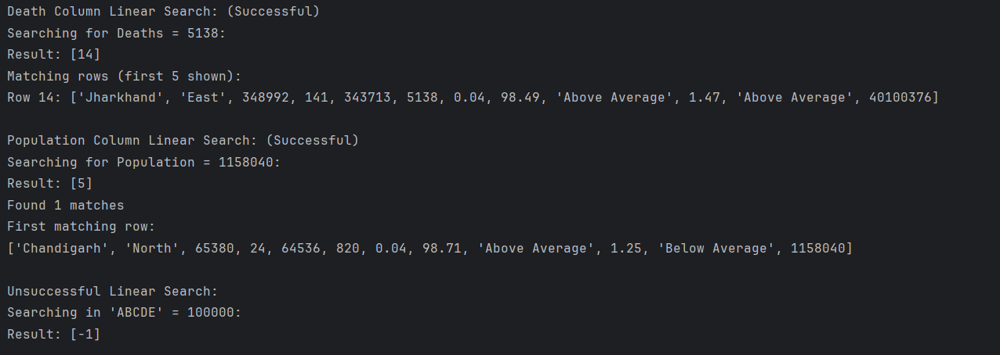 Death Column Linear Search: (Successful)
Searching for Deaths = 5138:
Result: [14]
Matching rows (first 5 shown):
Row 14: ['Jharkhand', 'East', 348992, 141, 343713, 5138, 0.04, 98.49, 'Above Average', 1.47, 'Above Average', 40100376]
Population Column Linear Search: (Successful)
Searching for Population = 1158040:
Result: [5]
Found 1 matches
First matching row:
['Chandigarh', 'North', 65380, 24, 64536, 820, 0.04, 98.71, 'Above Average', 1.25, 'Below Average', 1158040]
Unsuccessful Linear Search:
Searching in 'ABCDE' = 100000:
Result: [-1]